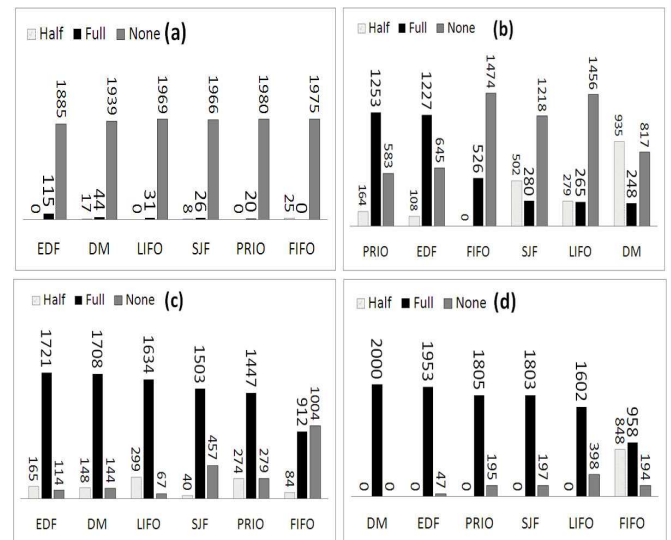 Half Full None (a)
0 115 1885 17 44 1939 0 31 1969 8 26 1966 0 20 1980 25 0 1975
EDF DM LIFO SJF PRIO FIFO
Half Full None (b)
164 1253 583 108 1227 645 0 526 1474 502 280 1218 279 265 1456 935 248 817
PRIO EDF FIFO SJF LIFO DM
Half Full None (c)
165 1721 114 148 1708 144 299 1634 67 40 1503 457 274 1447 279 84 912 1004
EDF DM LIFO SJF PRIO FIFO
Half Full None (d)
0 2000 0 0 1953 47 0 1805 195 0 1803 197 0 1602 398 848 958 194
DM EDF PRIO SJF LIFO FIFO